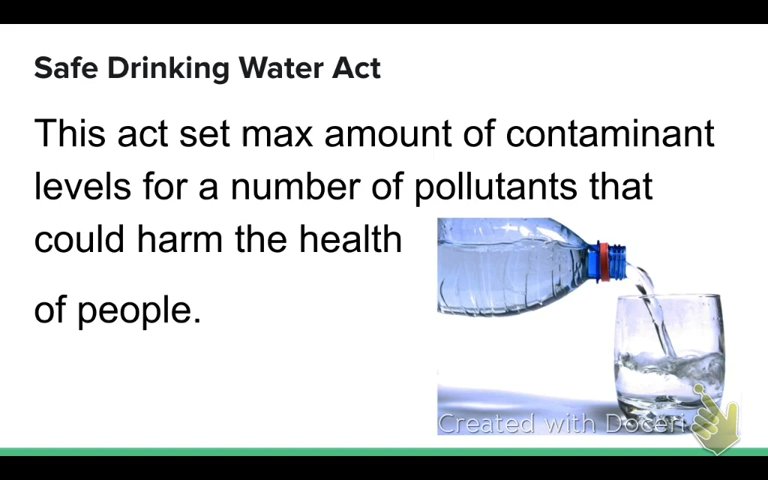 Safe Drinking Water Act
This act set max amount of contaminant
levels for a number of pollutants that
could harm the health
of people.
Created with Doceri